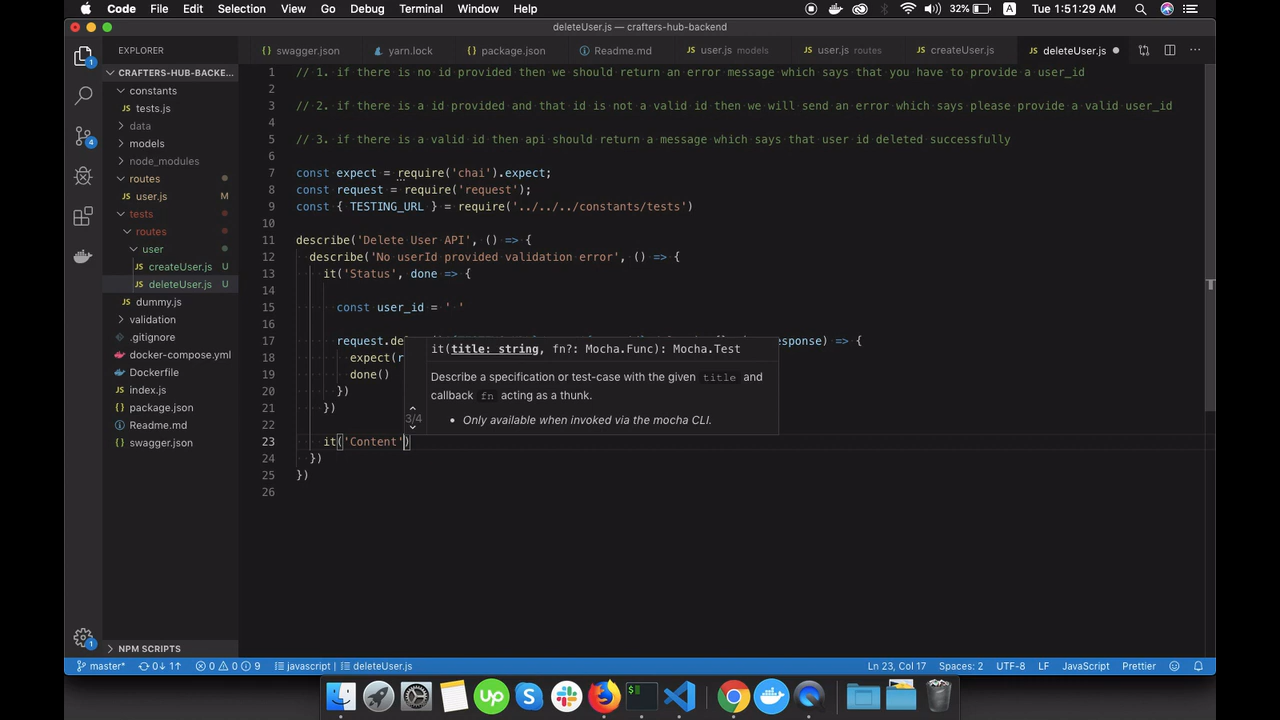 Code File Edit Selection View Go Debug Terminal Window Help 32% A Tue 1:51:29 AM
deleteUser.js — crafters-hub-backend
EXPLORER
swagger.json yarn.lock package.json Readme.md user.js models user.js routes createUser.js deleteUser.js
CRAFTERS-HUB-BACKE...
constants
tests.js
data
models
node_modules
routes
user.js M
tests
routes
user
createUser.js U
deleteUser.js U
dummy.js
validation
.gitignore
docker-compose.yml
Dockerfile
index.js
package.json
Readme.md
swagger.json
NPM SCRIPTS
1 // 1. if there is no id provided then we should return an error message which says that you have to provide a user_id
2
3 // 2. if there is a id provided and that id is not a valid id then we will send an error which says please provide a valid user_id
4
5 // 3. if there is a valid id then api should return a message which says that user id deleted successfully
6
7 const expect = require('chai').expect;
8 const request = require('request');
9 const { TESTING_URL } = require('../../../constants/tests')
10
11 describe('Delete User API', () => {
12 describe('No userId provided validation error', () => {
13 it('Status', done => {
14
15 const user_id = ' '
16
17 request.de sponse) => {
18 expect(r
19 done()
20 })
21 })
22
23 it('Content')
24 })
25 })
26
it(title: string, fn?: Mocha.Func): Mocha.Test
Describe a specification or test-case with the given title and
callback fn acting as a thunk.
3/4
• Only available when invoked via the mocha CLI.
1
4
1
master* 0↓ 1↑ 0 0 9 javascript deleteUser.js Ln 23, Col 17 Spaces: 2 UTF-8 LF JavaScript Prettier
Up
$